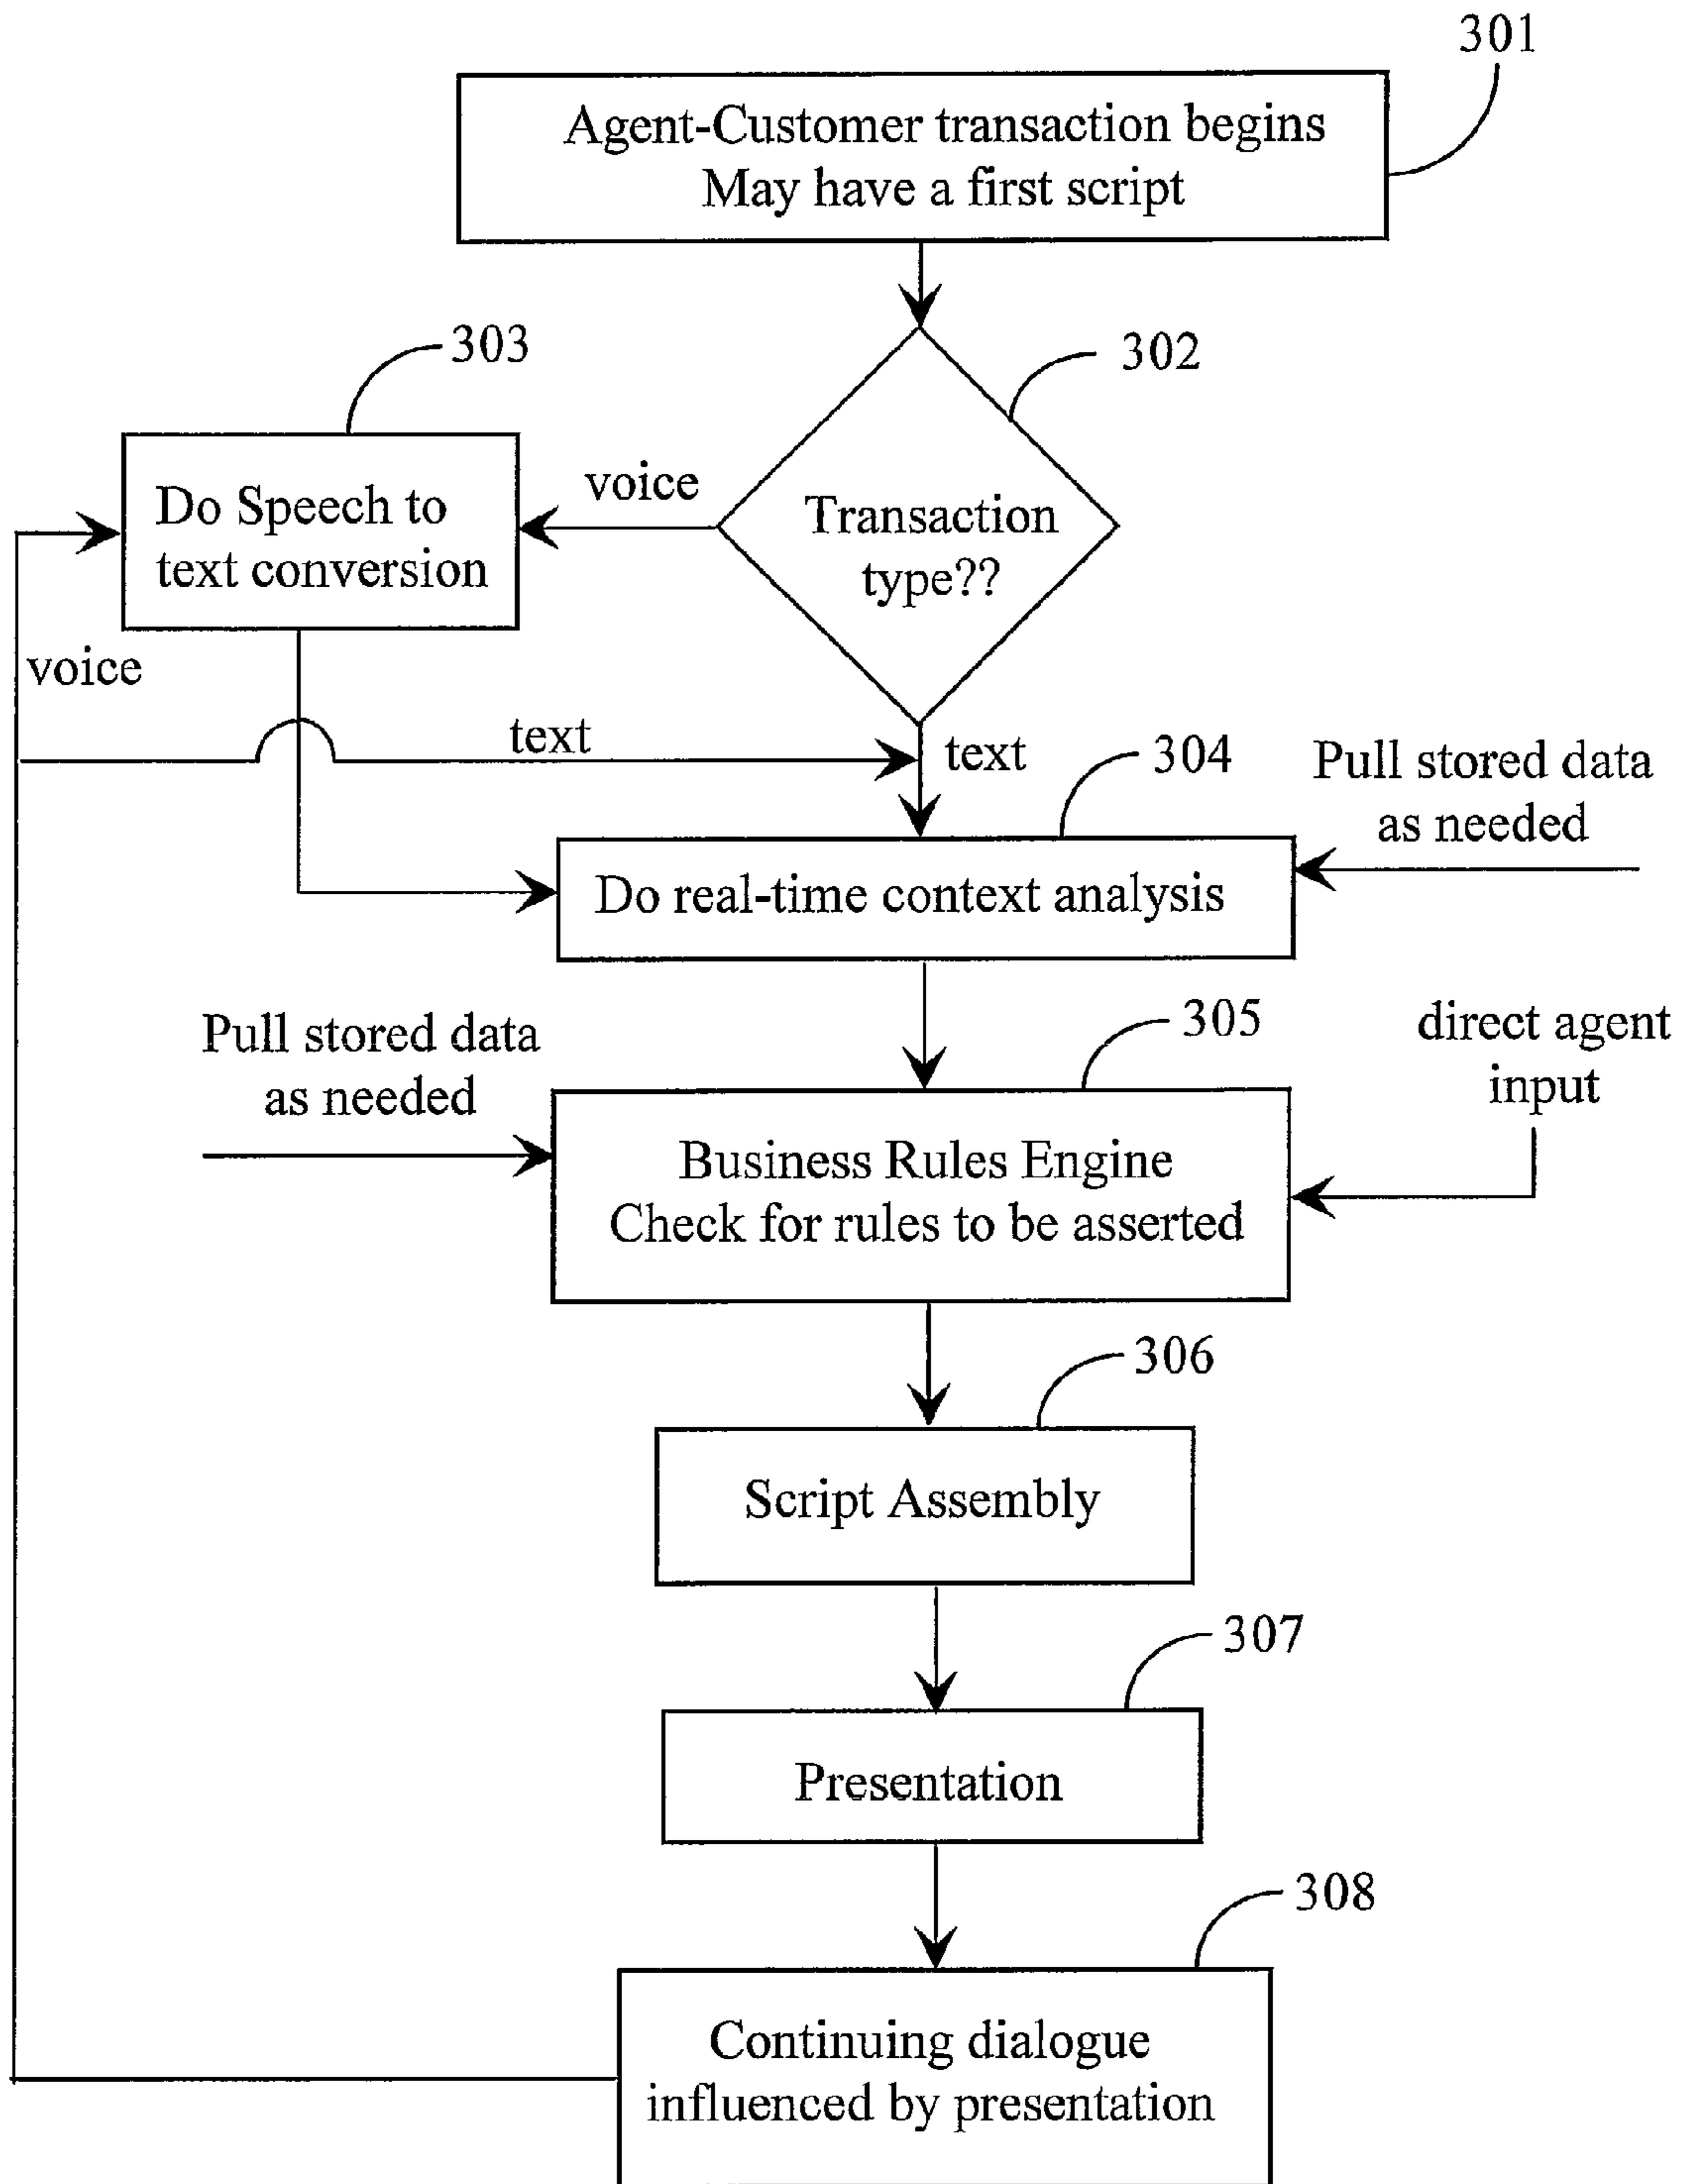 301
Agent-Customer transaction begins
May have a first script
303
302
Do Speech to
text conversion
voice
Transaction
type??
voice
text
text
304
Pull stored data
as needed
Do real-time context analysis
Pull stored data
as needed
305
direct agent
input
Business Rules Engine
Check for rules to be asserted
306
Script Assembly
307
Presentation
308
Continuing dialogue
influenced by presentation